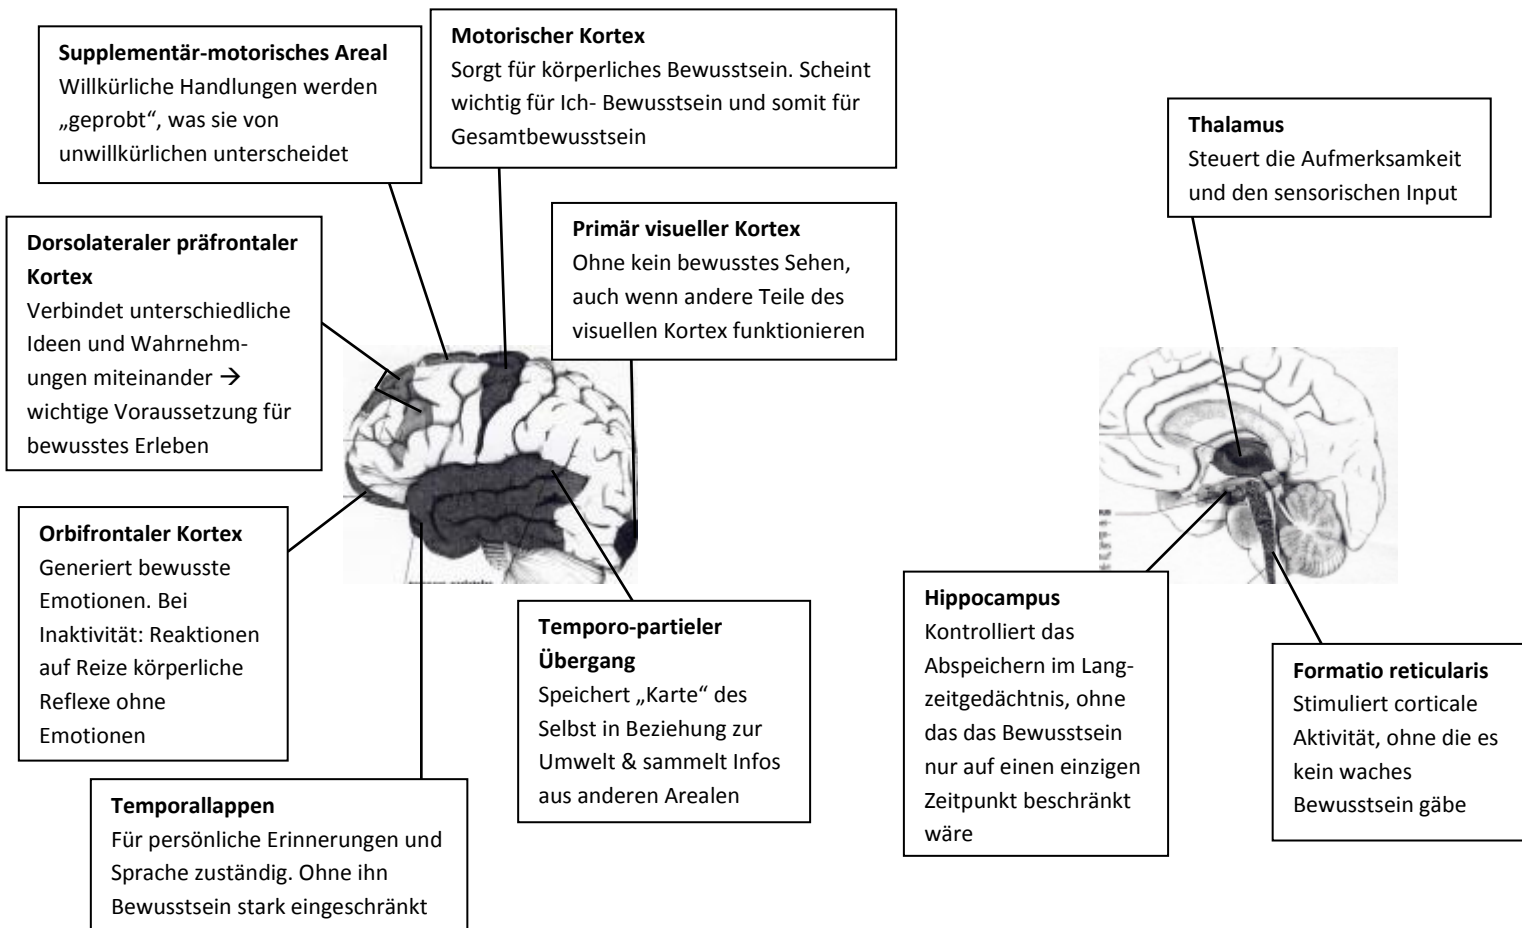 Supplementär-motorisches Areal
Willkürliche Handlungen werden
„geprobt“, was sie von
unwillkürlichen unterscheidet
Motorischer Kortex
Sorgt für körperliches Bewusstsein. Scheint
wichtig für Ich- Bewusstsein und somit für
Gesamtbewusstsein
Thalamus
Steuert die Aufmerksamkeit
und den sensorischen Input
Dorsolateraler präfrontaler
Kortex
Verbindet unterschiedliche
Ideen und Wahrnehm-
ungen miteinander →
wichtige Voraussetzung für
bewusstes Erleben
Primär visueller Kortex
Ohne kein bewusstes Sehen,
auch wenn andere Teile des
visuellen Kortex funktionieren
Orbifrontaler Kortex
Generiert bewusste
Emotionen. Bei
Inaktivität: Reaktionen
auf Reize körperliche
Reflexe ohne
Emotionen
Temporo-partieler
Übergang
Speichert „Karte“ des
Selbst in Beziehung zur
Umwelt & sammelt Infos
aus anderen Arealen
Hippocampus
Kontrolliert das
Abspeichern im Lang-
zeitgedächtnis, ohne
das das Bewusstsein
nur auf einen einzigen
Zeitpunkt beschränkt
wäre
Formatio reticularis
Stimuliert corticale
Aktivität, ohne die es
kein waches
Bewusstsein gäbe
Temporallappen
Für persönliche Erinnerungen und
Sprache zuständig. Ohne ihn
Bewusstsein stark eingeschränkt